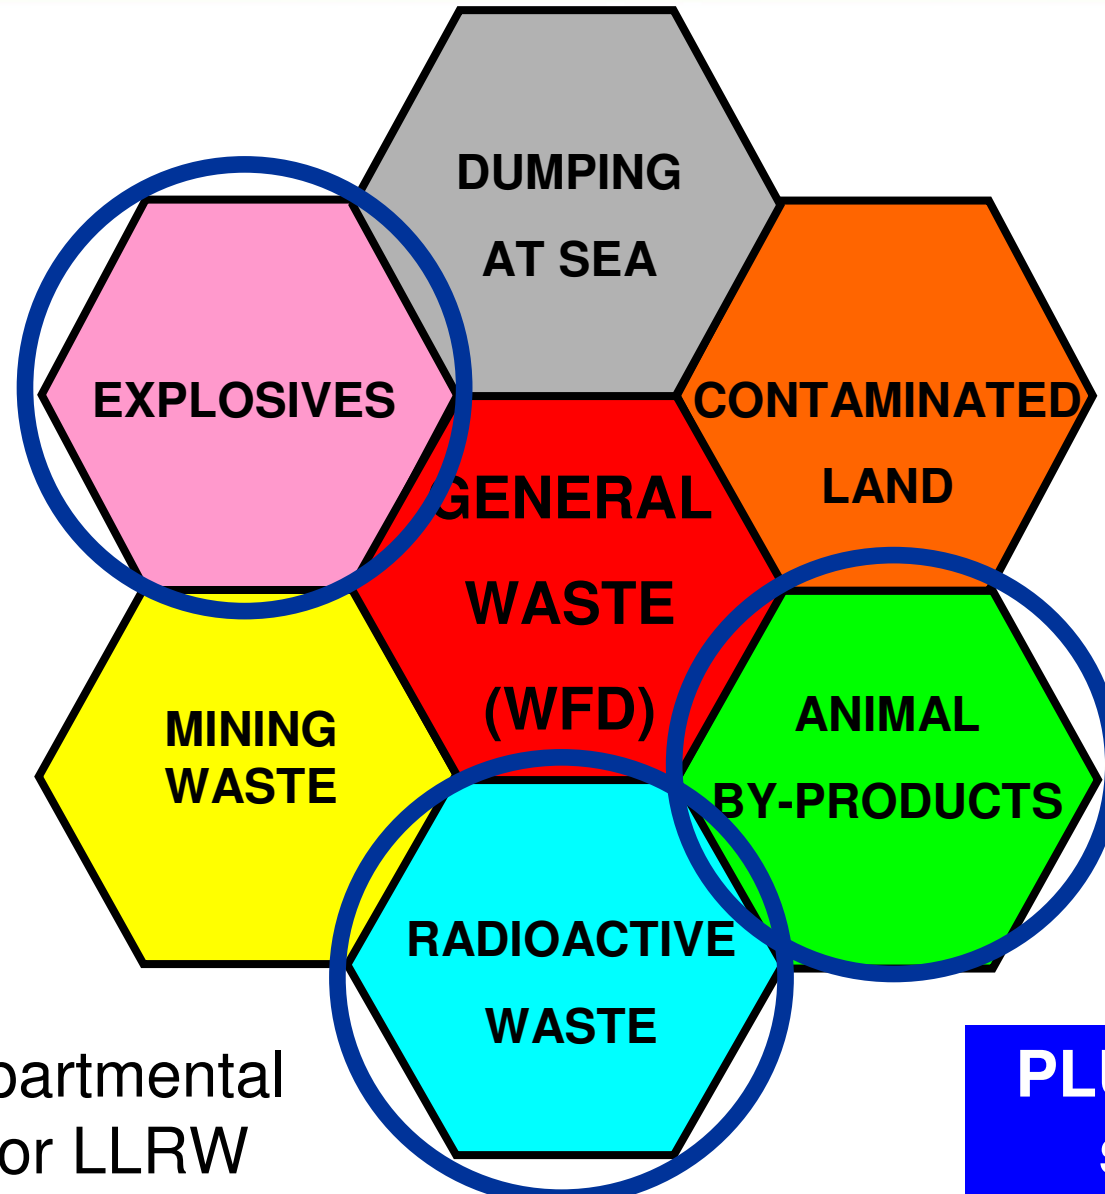 DUMPING
AT SEA
EXPLOSIVES
CONTAMINATED
LAND
GENERAL
WASTE
(WFD)
MINING
WASTE
ANIMAL
BY-PRODUCTS
RADIOACTIVE
WASTE
partmental
or LLRW